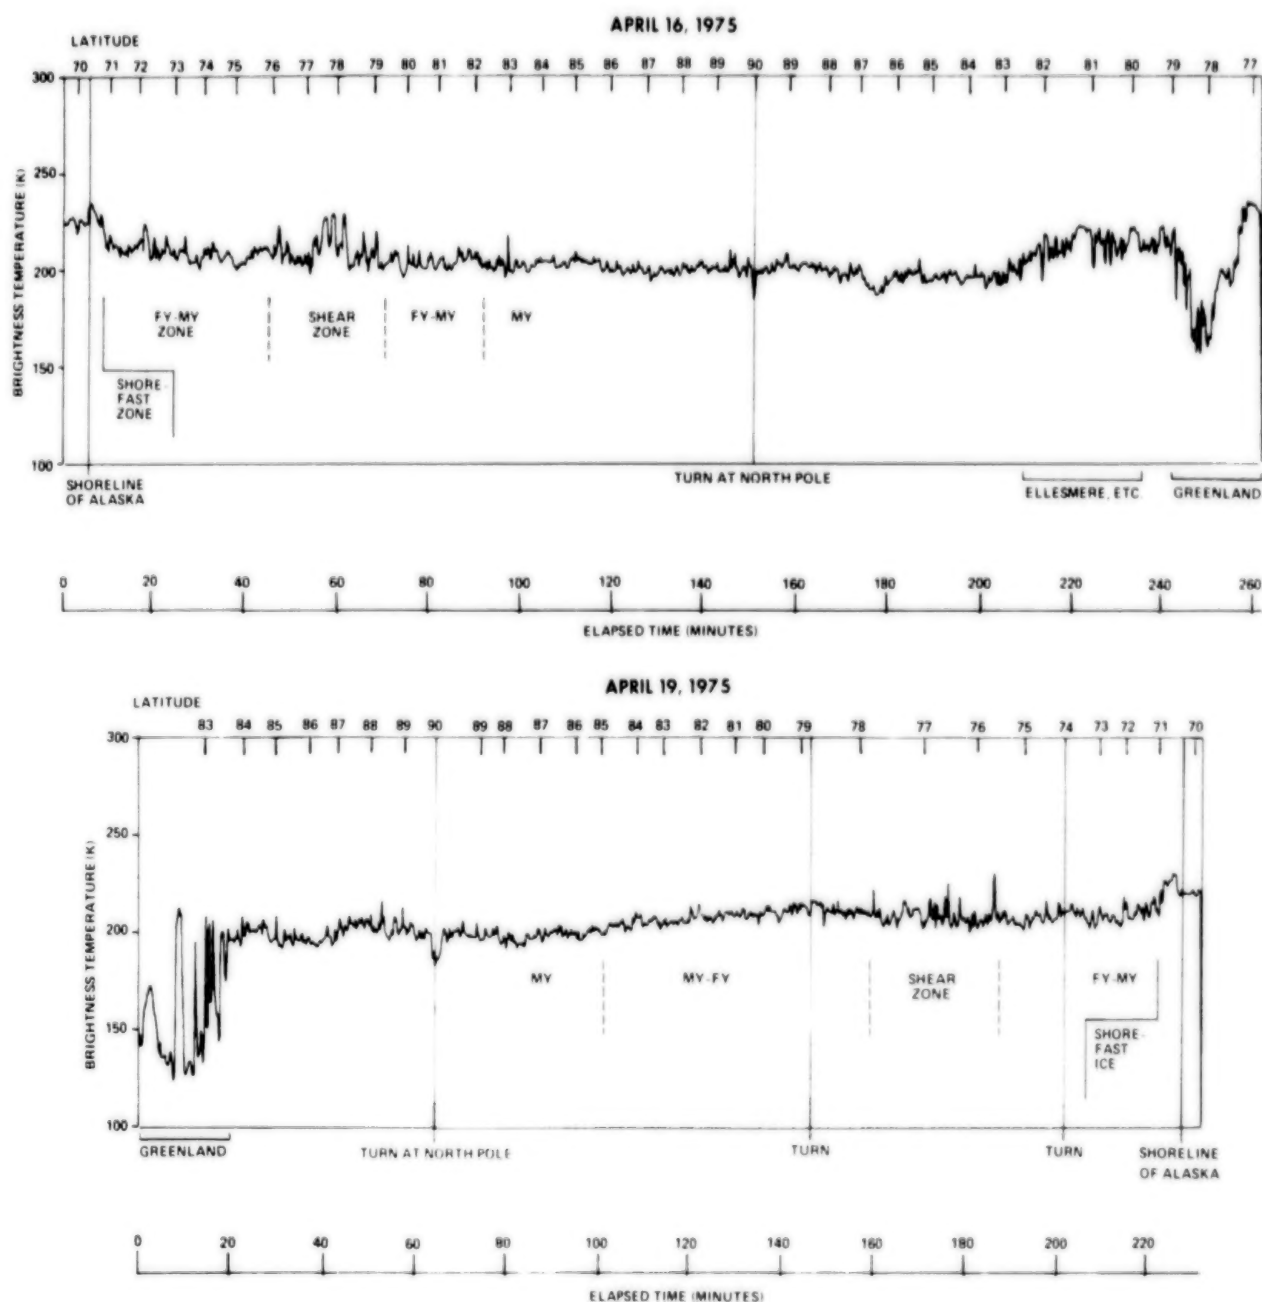 APRIL 16, 1975
LATITUDE
70 71 72 73 74 75 76 77 78 79 80 81 82 83 84 85 86 87 88 89 90 89 88 87 86 85 84 83 82 81 80 79 78 77
300
250
200
150
100
BRIGHTNESS TEMPERATURE (K)
FY-MY
ZONE
SHEAR
ZONE
FY-MY
MY
SHORE-
FAST
ZONE
SHORELINE
OF ALASKA
TURN AT NORTH POLE
ELLESMERE, ETC.
GREENLAND
0 20 40 60 80 100 120 140 160 180 200 220 240 260
ELAPSED TIME (MINUTES)
APRIL 19, 1975
LATITUDE
83 84 85 86 87 88 89 90 89 88 87 86 85 84 83 82 81 80 79 78 77 76 75 74 73 72 71 70
300
250
200
150
100
BRIGHTNESS TEMPERATURE (K)
MY
MY-FY
SHEAR
ZONE
FY-MY
SHORE-
FAST
ICE
GREENLAND
TURN AT NORTH POLE
TURN
TURN
SHORELINE
OF ALASKA
0 20 40 60 80 100 120 140 160 180 200 220
ELAPSED TIME (MINUTES)